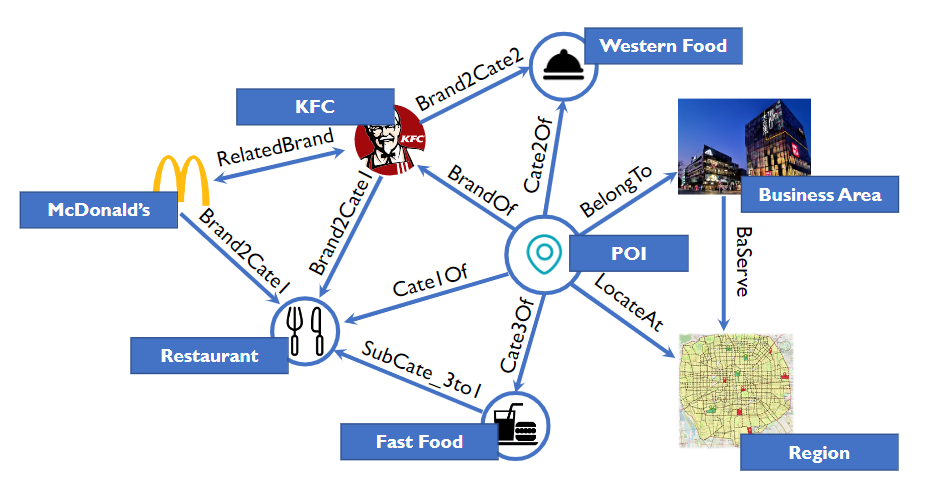 Western Food
KFC
Brand2Cate2
KFC
RelatedBrand
McDonald's
Brand2Cate1
Brand2Cate1
BrandOf
Cate2Of
BelongTo
Business Area
POI
BaServe
LocateAt
Cate1Of
Cate3Of
Restaurant
SubCate_3to1
Fast Food
Region